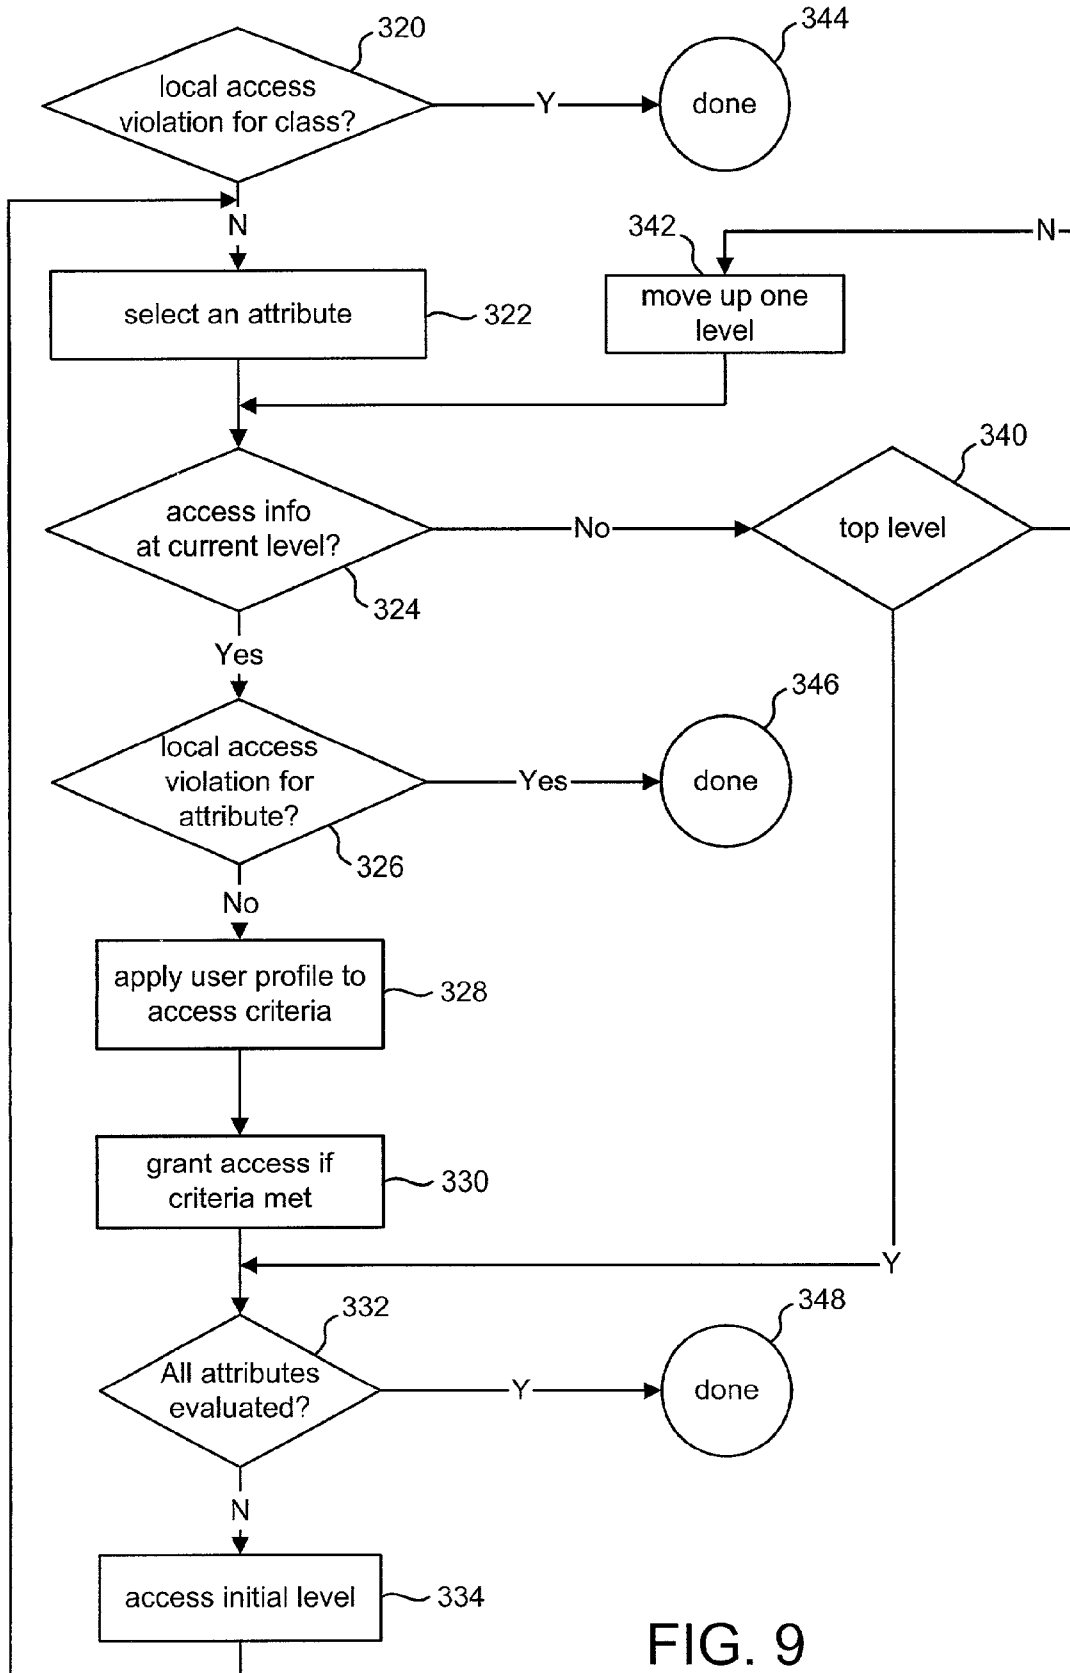 320
local access
violation for class?
Y
344
done
N
342
N
select an attribute
322
move up one
level
340
access info
at current level?
No
top level
324
Yes
346
local access
violation for
attribute?
Yes
done
326
No
apply user profile to
access criteria
328
grant access if
criteria met
330
Y
332
348
All attributes
evaluated?
Y
done
N
access initial level
334
FIG. 9